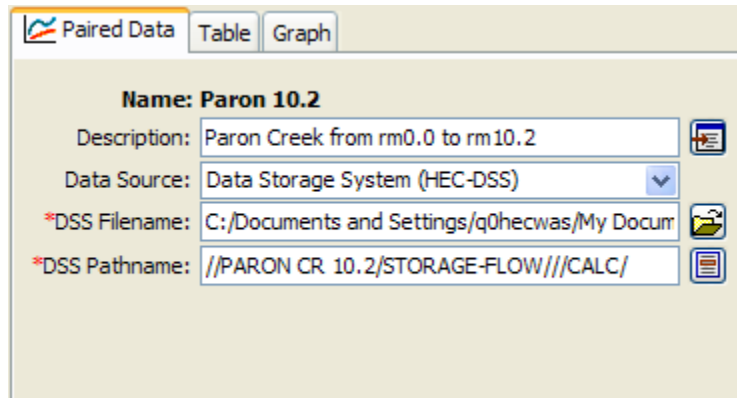 Paired Data Table Graph
Name: Paron 10.2
Description: Paron Creek from rm0.0 to rm10.2
Data Source: Data Storage System (HEC-DSS)
*DSS Filename: C:/Documents and Settings/q0hecwas/My Docum
*DSS Pathname: //PARON CR 10.2/STORAGE-FLOW///CALC/